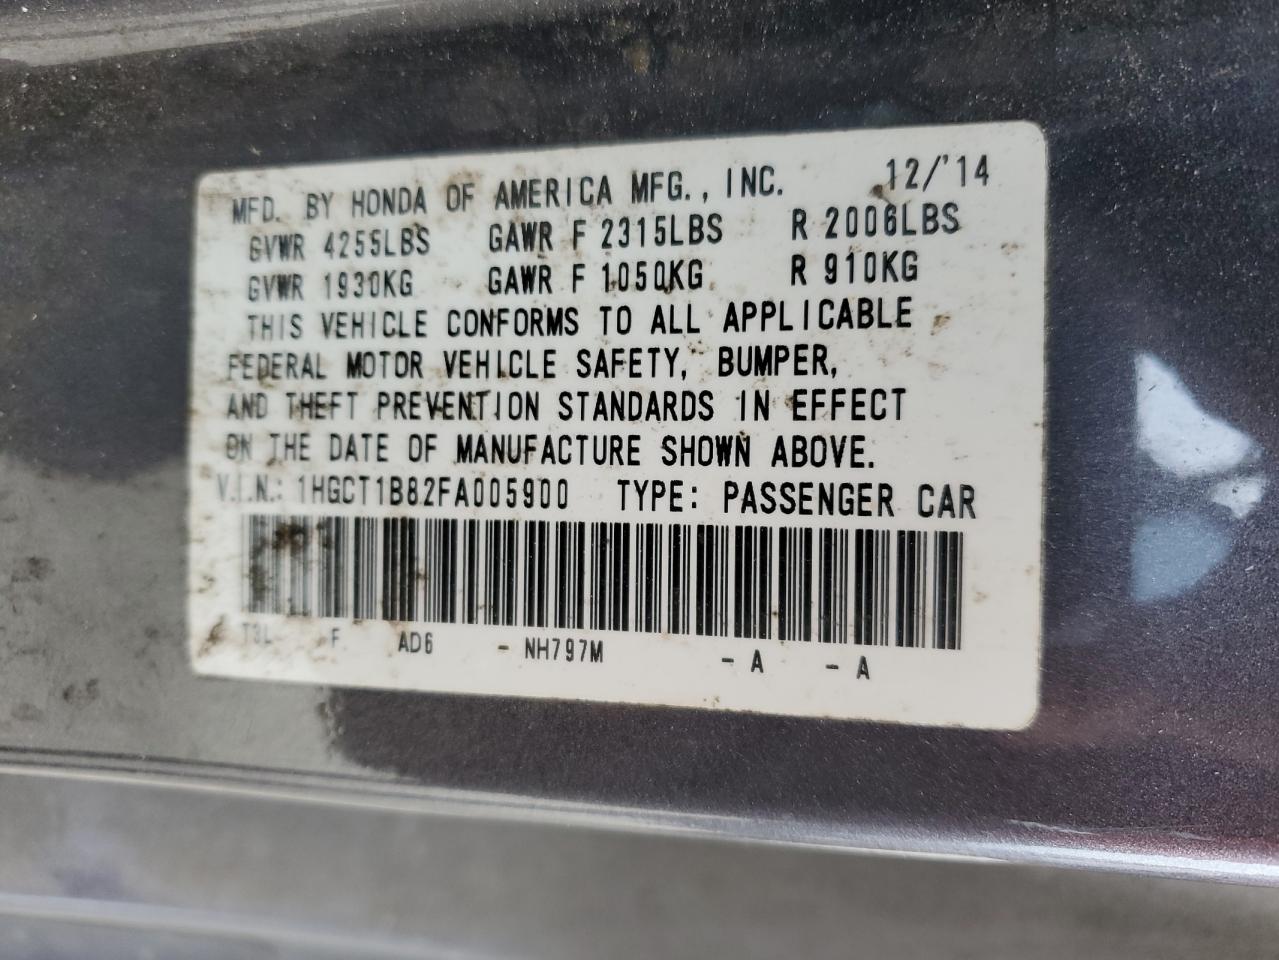 MFD. BY HONDA OF AMERICA MFG., INC. 12/'14
GVWR 4255LBS GAWR F 2315LBS R 2006LBS
GVWR 1930KG GAWR F 1050KG R 910KG
THIS VEHICLE CONFORMS TO ALL APPLICABLE
FEDERAL MOTOR VEHICLE SAFETY, BUMPER,
AND THEFT PREVENTION STANDARDS IN EFFECT
ON THE DATE OF MANUFACTURE SHOWN ABOVE.
V.I.N.: 1HGCT1B82FA005900 TYPE: PASSENGER CAR
T3L F AD6 - NH797M - A - A